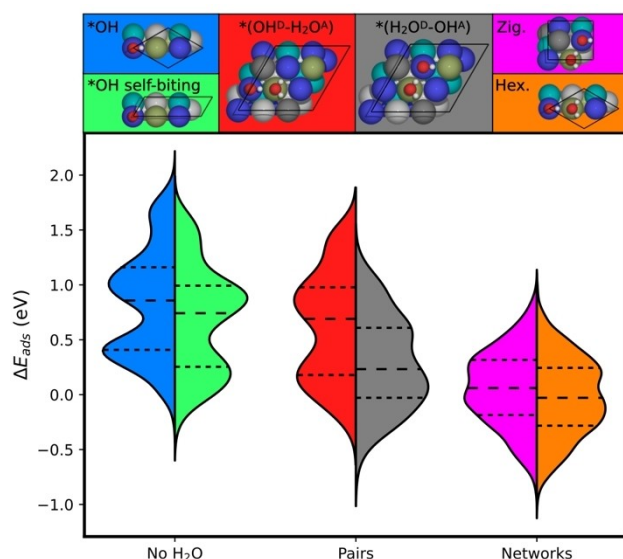 *OH
*OH self-biting
*(OHᴰ-H₂Oᴬ)
*(H₂Oᴰ-OHᴬ)
Zig.
Hex.
ΔE_ads (eV)
2.0
1.5
1.0
0.5
0.0
−0.5
−1.0
No H₂O
Pairs
Networks